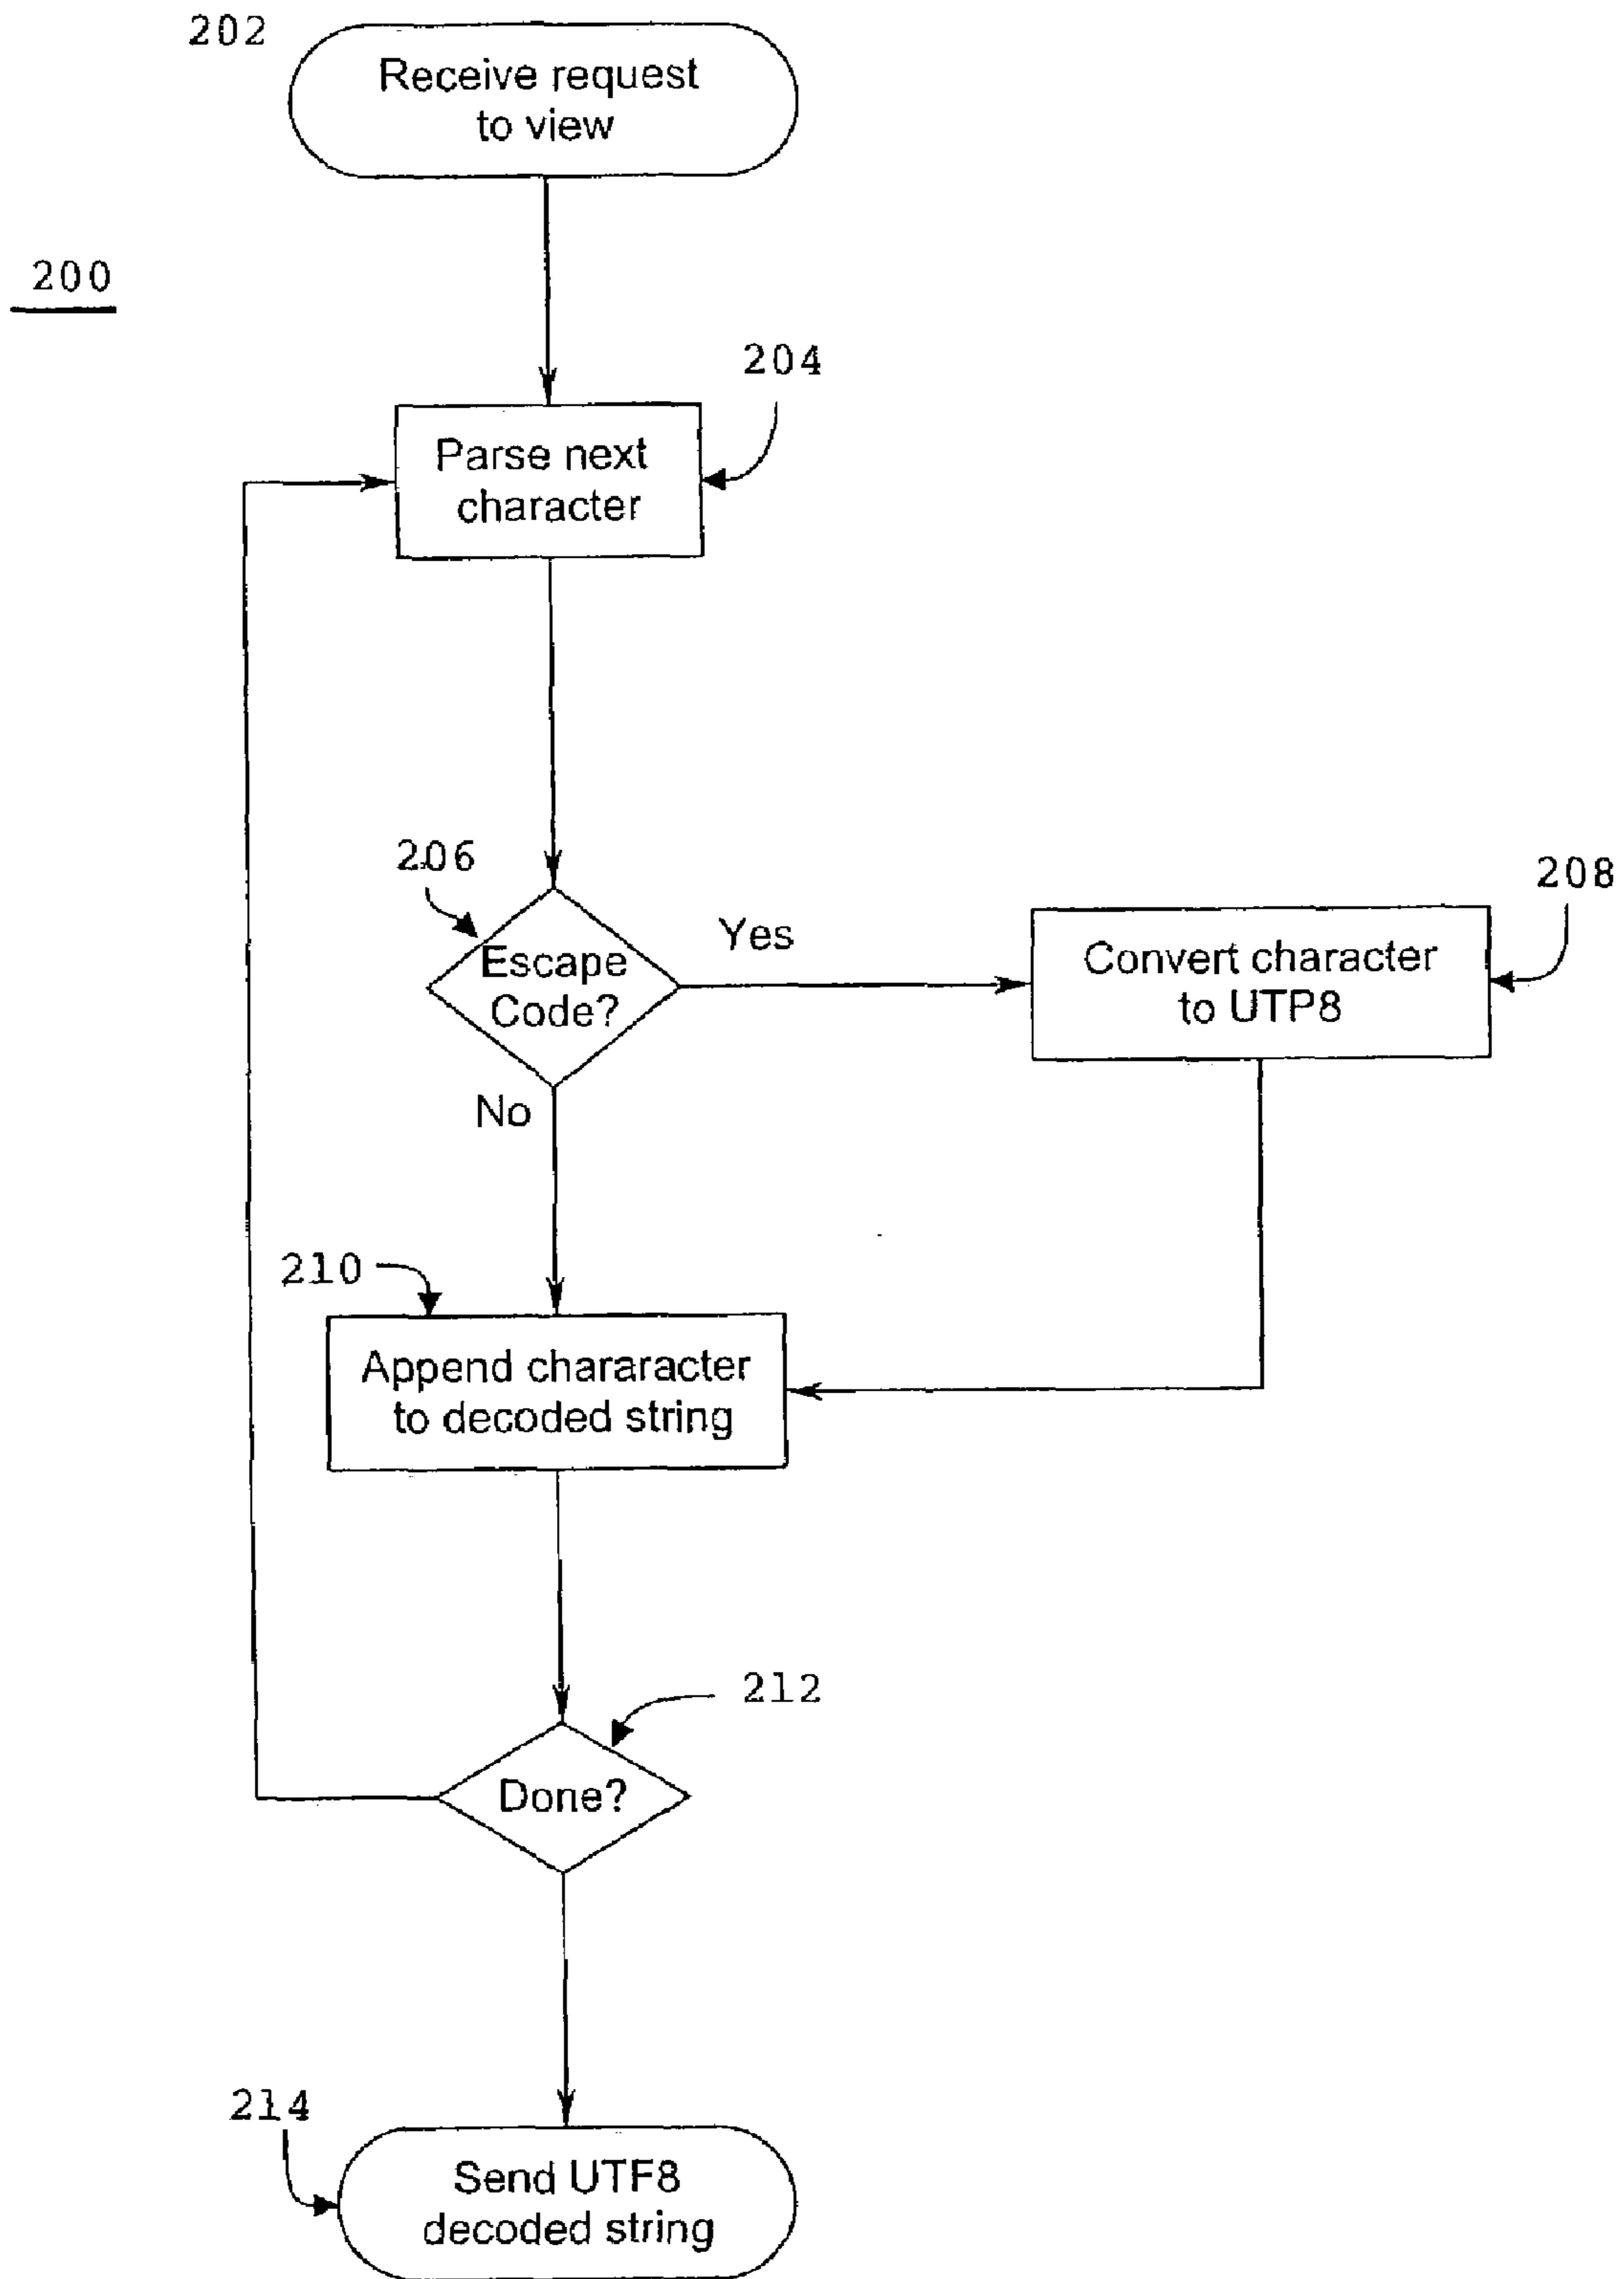 202
Receive request
to view
200
204
Parse next
character
206
Escape
Code?
Yes
208
Convert character
to UTP8
No
210
Append chararacter
to decoded string
212
Done?
214
Send UTF8
decoded string